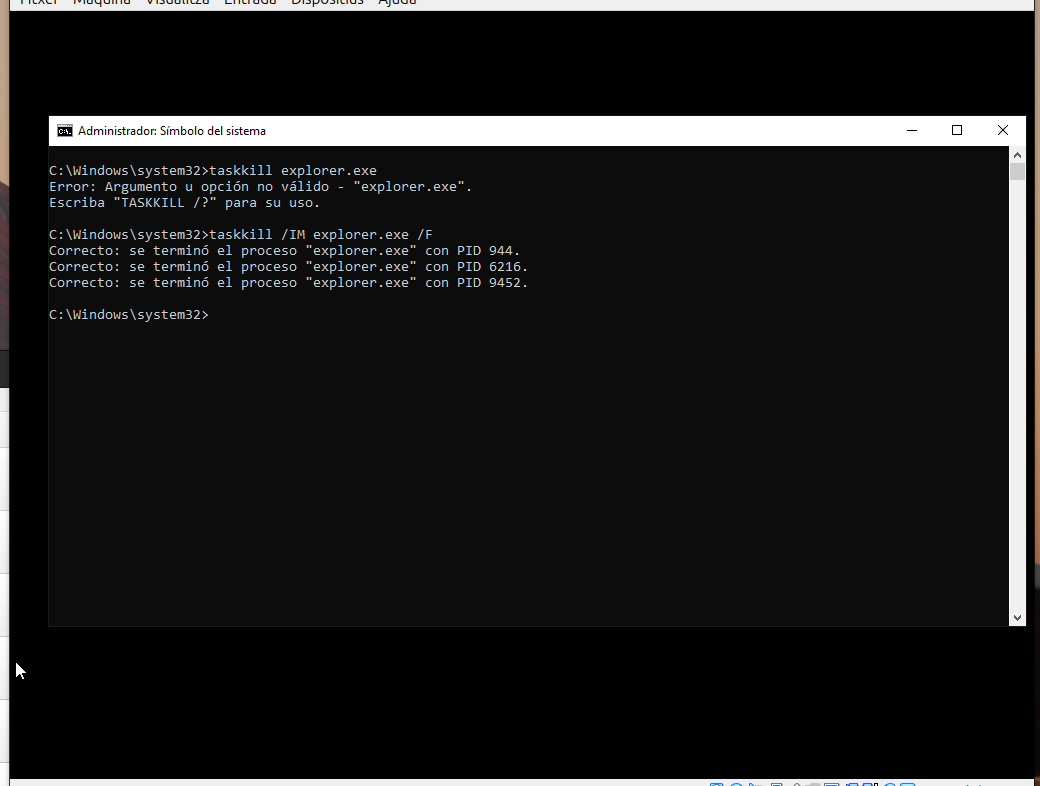 Fitxer Màquina Visualitza Entrada Dispositius Ajuda
Administrador: Símbolo del sistema
C:\Windows\system32>taskkill explorer.exe
Error: Argumento u opción no válido - "explorer.exe".
Escriba "TASKKILL /?" para su uso.
C:\Windows\system32>taskkill /IM explorer.exe /F
Correcto: se terminó el proceso "explorer.exe" con PID 944.
Correcto: se terminó el proceso "explorer.exe" con PID 6216.
Correcto: se terminó el proceso "explorer.exe" con PID 9452.
C:\Windows\system32>